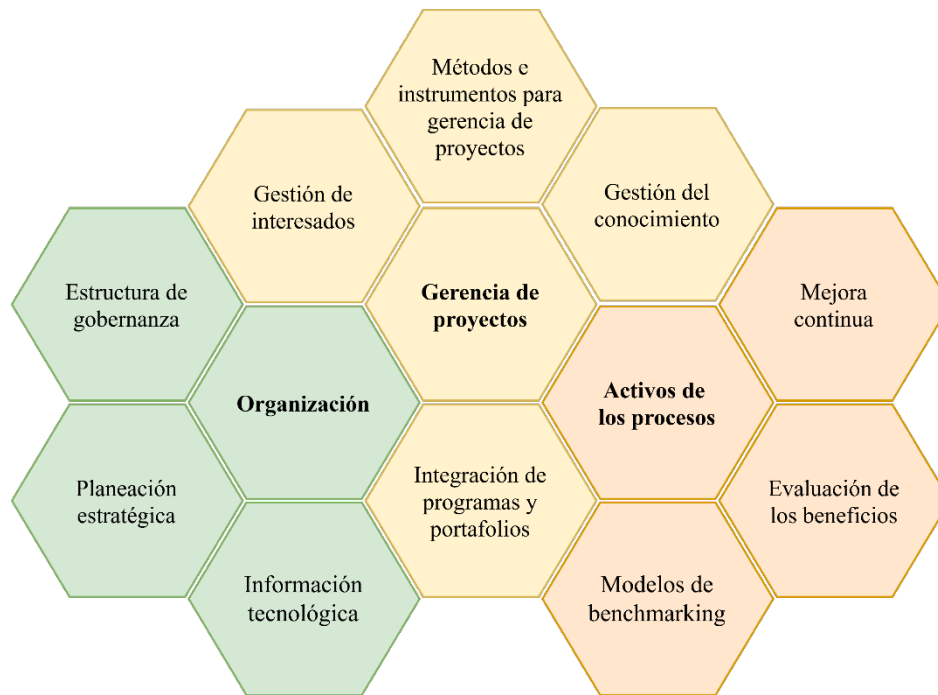 Métodos e
instrumentos para
gerencia de
proyectos
Gestión de
interesados
Gestión del
conocimiento
Estructura de
gobernanza
Gerencia de
proyectos
Mejora
continua
Organización
Activos de
los procesos
Planeación
estratégica
Integración de
programas y
portafolios
Evaluación de
los beneficios
Información
tecnológica
Modelos de
benchmarking